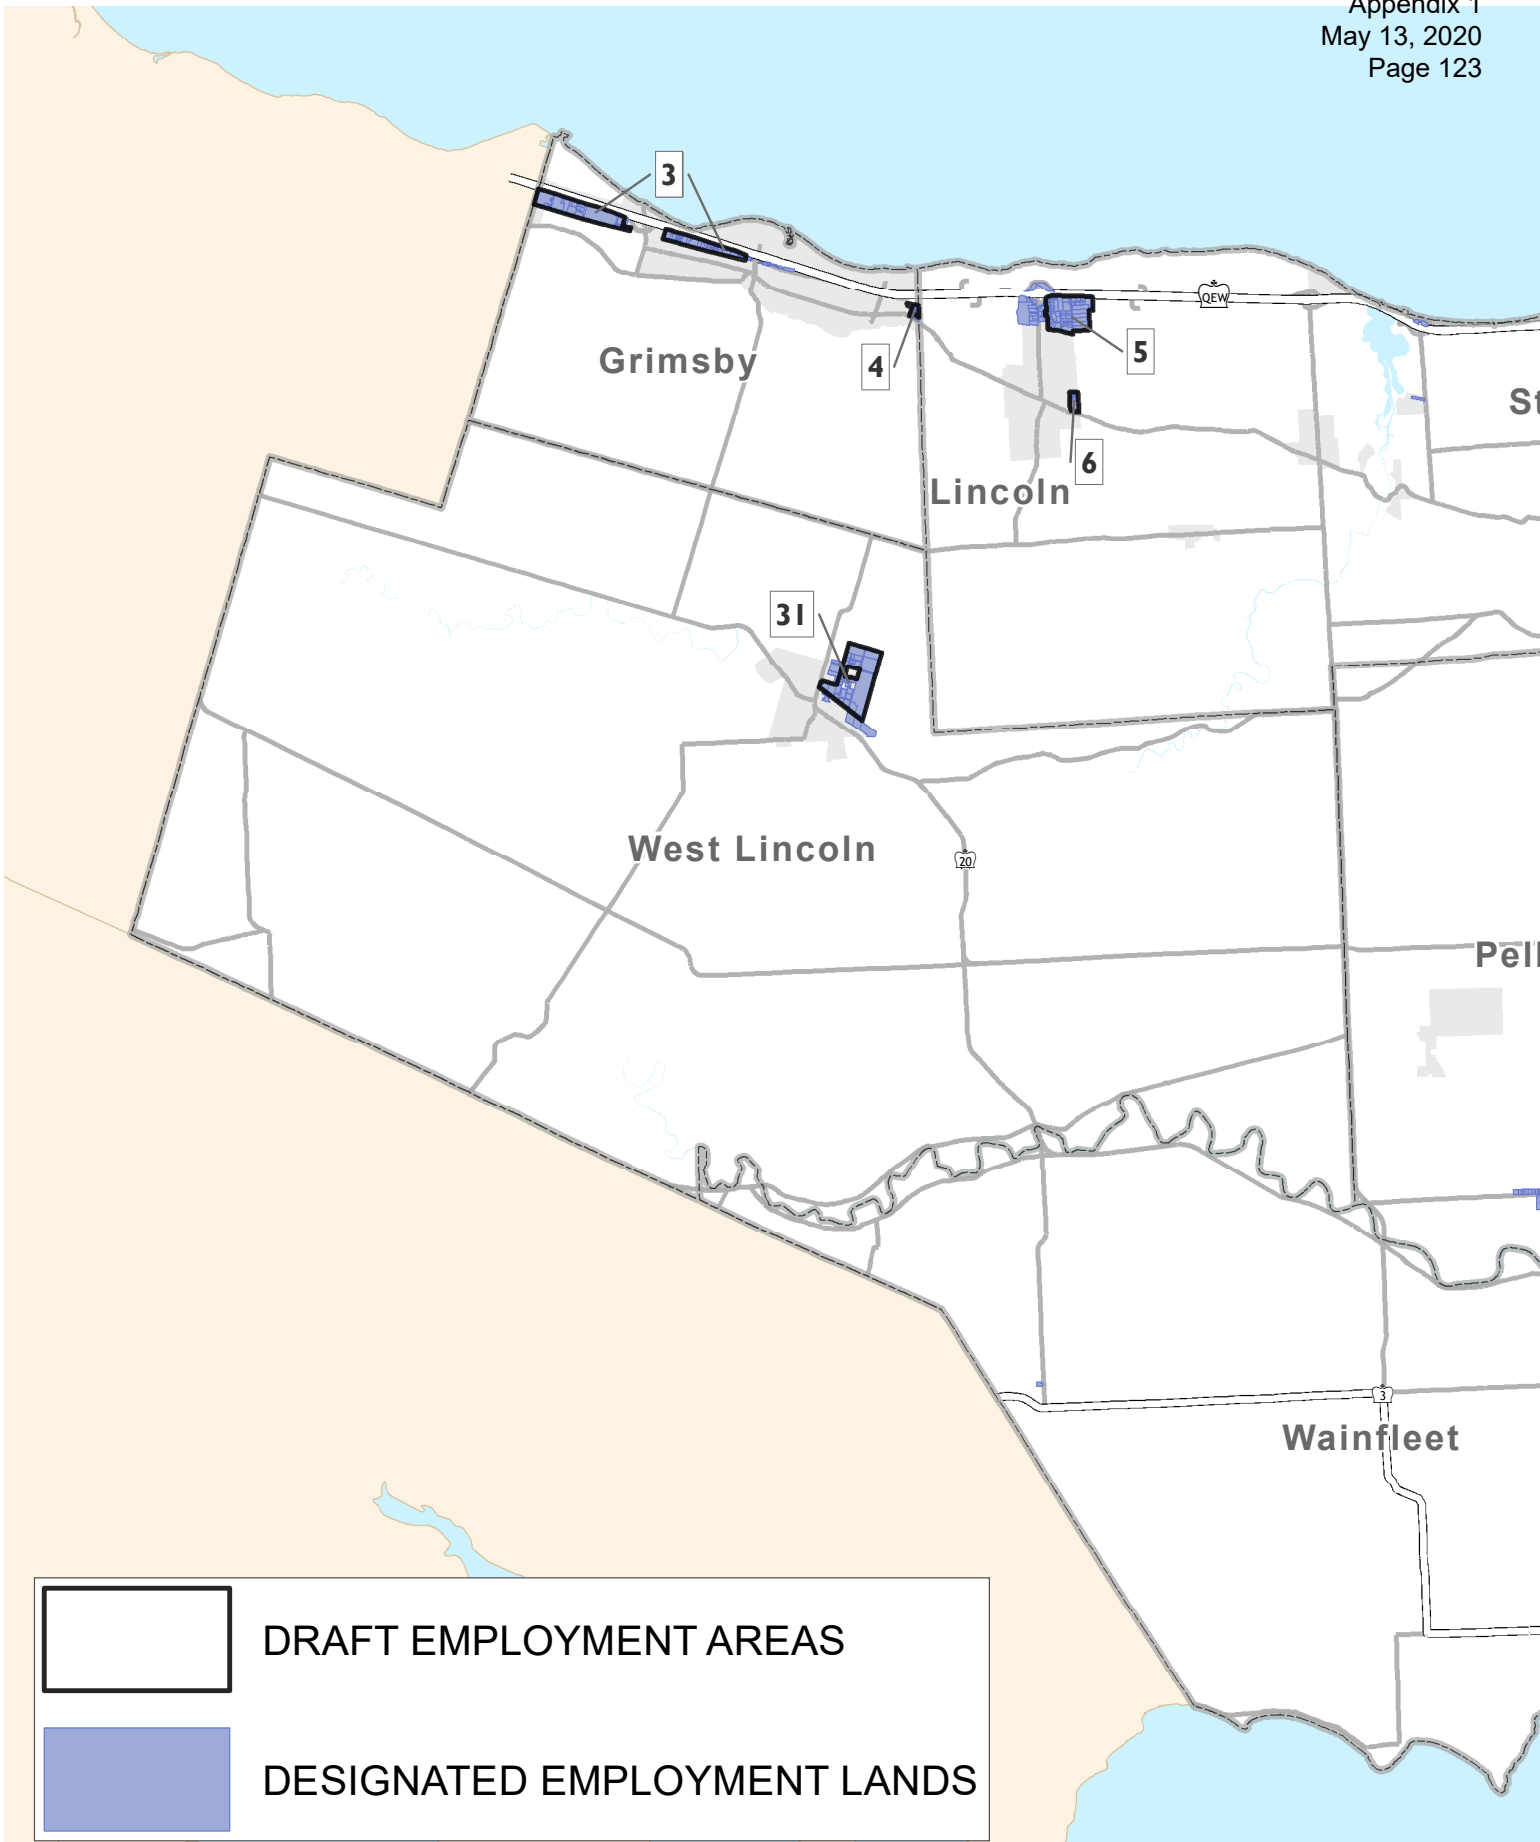 Appendix 1
May 13, 2020
Page 123
3
QEW
4
5
Grimsby
St
6
Lincoln
31
West Lincoln
20
Pell
3
Wainfleet
DRAFT EMPLOYMENT AREAS
DESIGNATED EMPLOYMENT LANDS